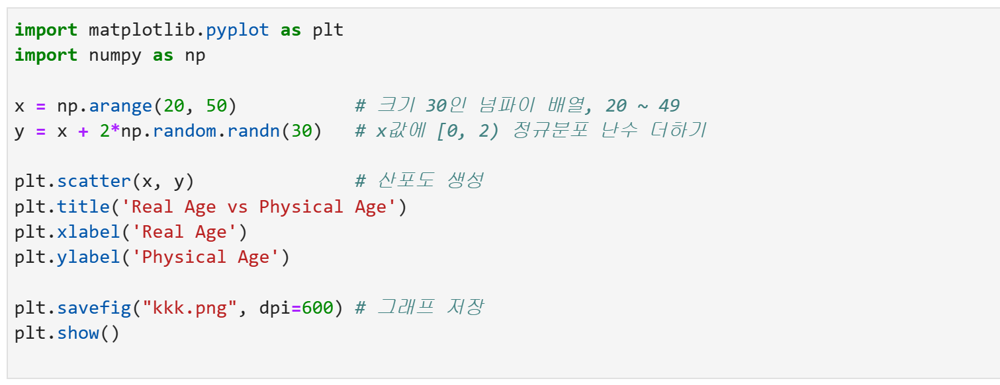 import matplotlib.pyplot as plt
import numpy as np
x = np.arange(20, 50)           # 크기 30인 넘파이 배열, 20 ~ 49
y = x + 2*np.random.randn(30)   # x값에 [0, 2) 정규분포 난수 더하기
plt.scatter(x, y)               # 산포도 생성
plt.title('Real Age vs Physical Age')
plt.xlabel('Real Age')
plt.ylabel('Physical Age')
plt.savefig("kkk.png", dpi=600) # 그래프 저장
plt.show()